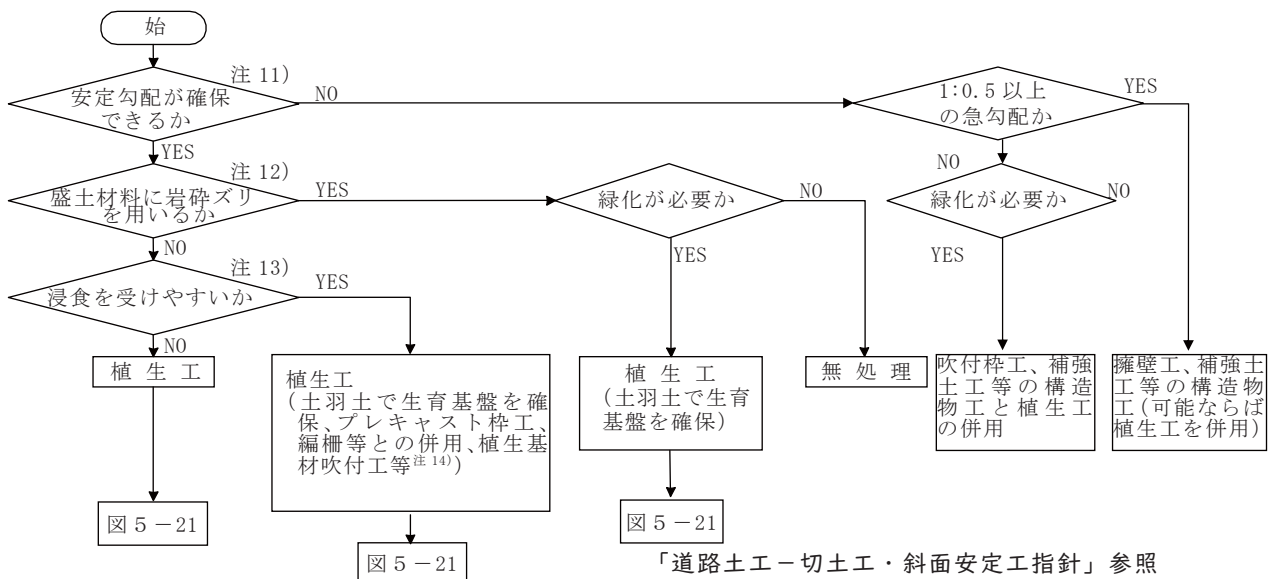 始
注 11)
安定勾配が確保
できるか
NO
1:0.5 以上
の急勾配か
YES
YES
注 12)
盛土材料に岩砕ズリ
を用いるか
YES
緑化が必要か
NO
NO
緑化が必要か
NO
NO
注 13)
浸食を受けやすいか
YES
YES
YES
NO
植 生 工
植生工
(土羽土で生育基盤を確
保、プレキャスト枠工、
編柵等との併用、植生基
材吹付工等注 14))
植 生 工
(土羽土で生育
基盤を確保)
無 処 理
吹付枠工、補強
土工等の構造
物工と植生工
の併用
擁壁工、補強土
工等の構造物
工(可能ならば
植生工を併用)
図 5 -21
図 5 -21
図 5 -21
「道路土工-切土工・斜面安定工指針」参照